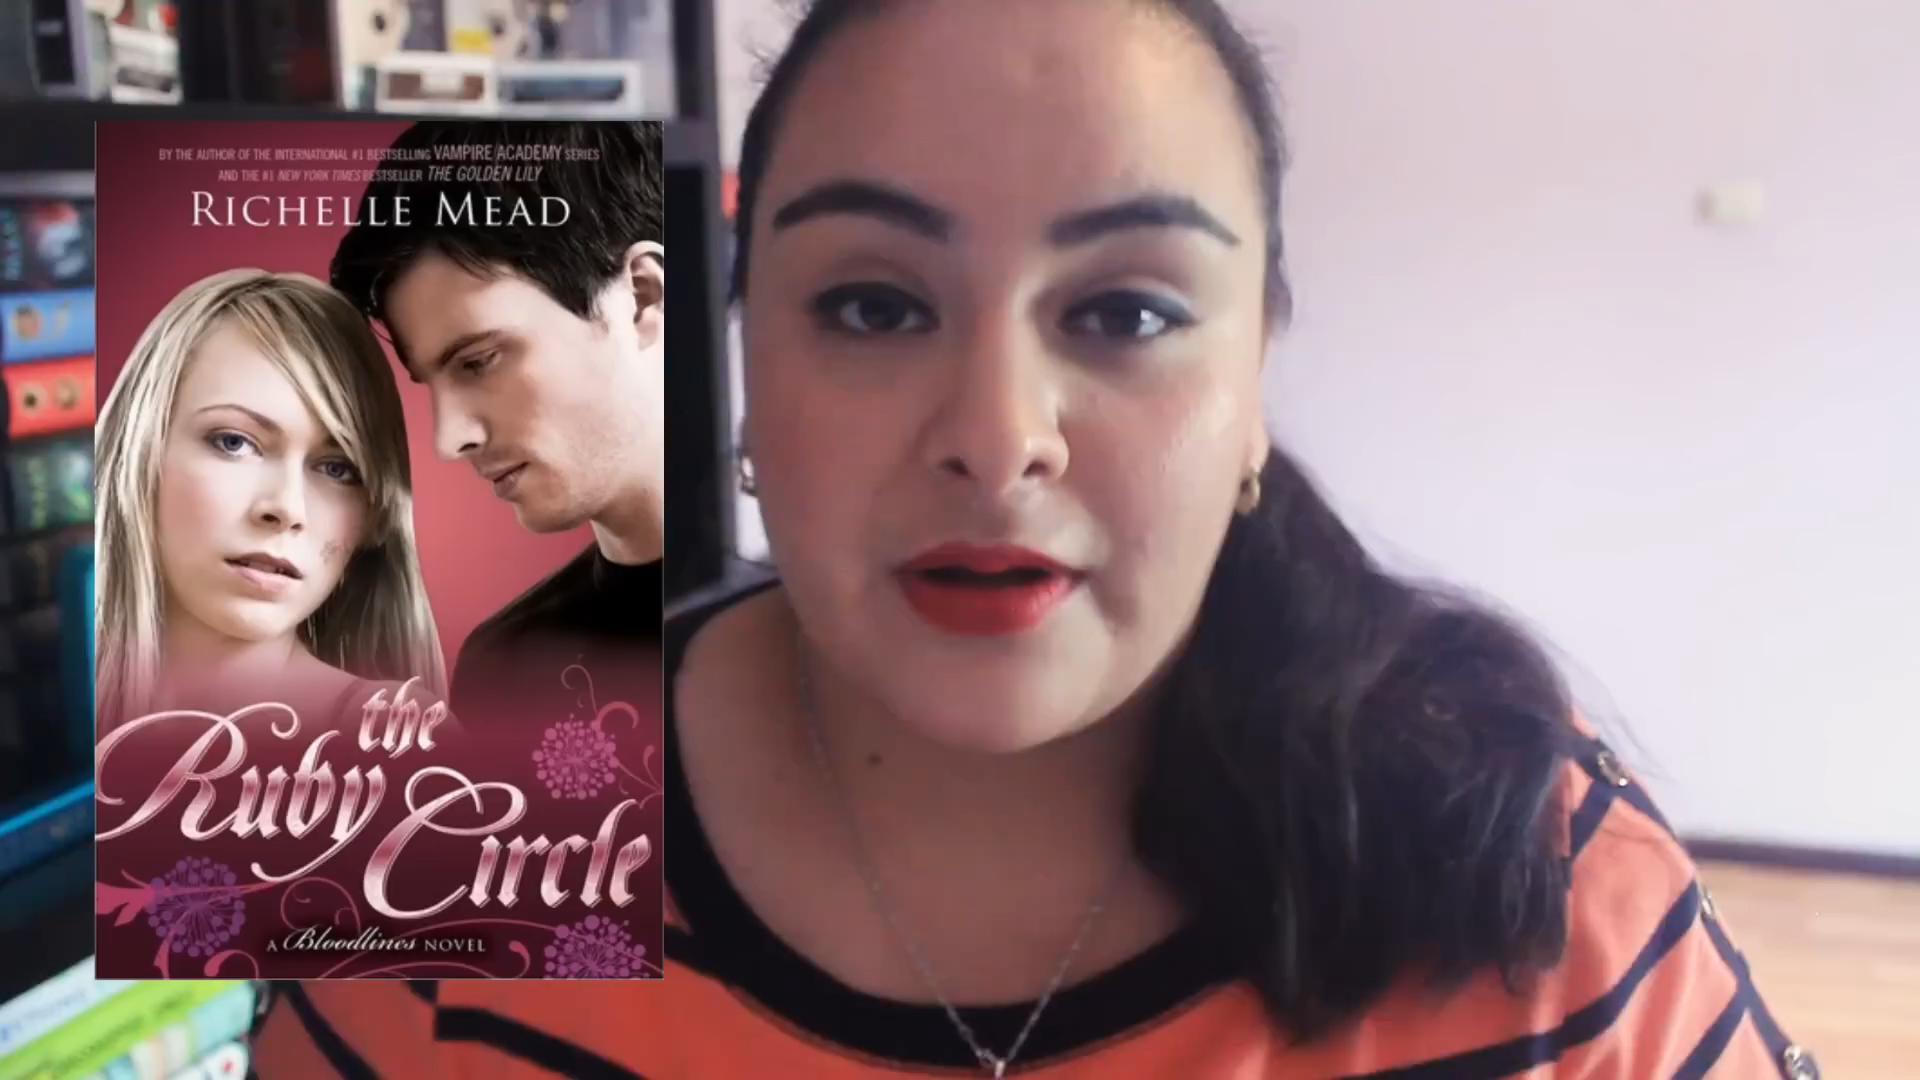 BY THE AUTHOR OF THE INTERNATIONAL #1 BESTSELLING VAMPIRE ACADEMY SERIES
AND THE #1 NEW YORK TIMES BESTSELLER THE GOLDEN LILY
RICHELLE MEAD
the
Ruby
Circle
A Bloodlines NOVEL